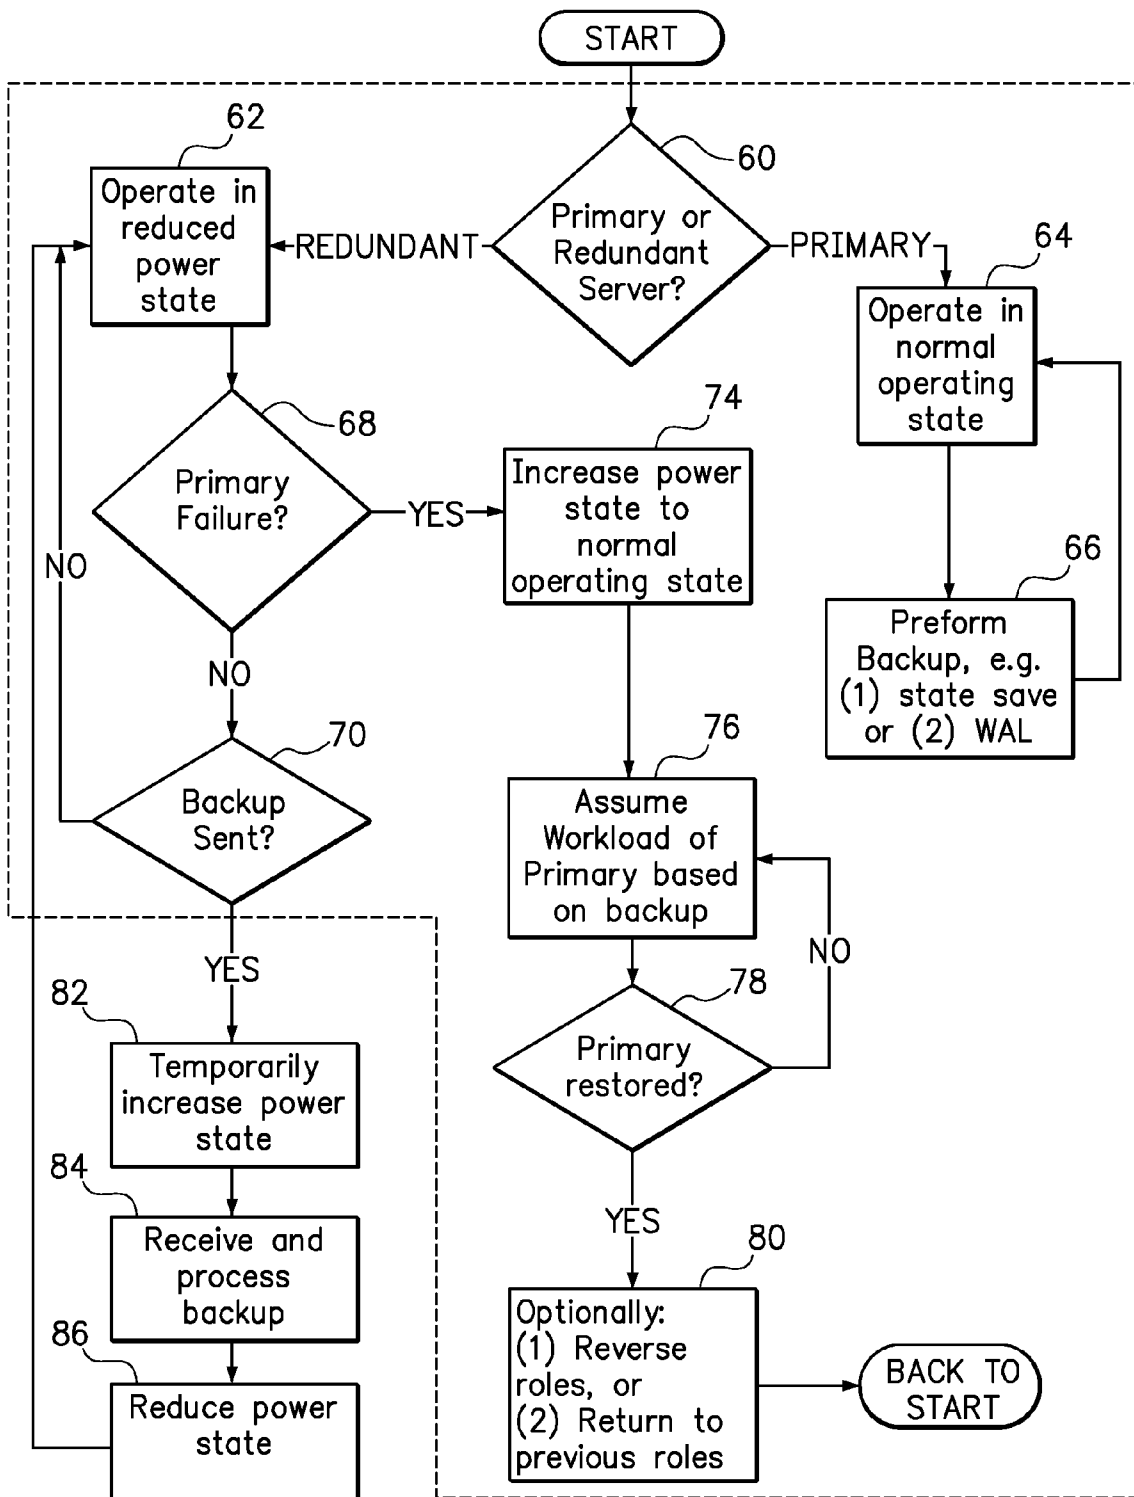 START
62
60
Operate in
reduced
power
state
REDUNDANT
Primary or
Redundant
Server?
PRIMARY
64
Operate in
normal
operating
state
68
Primary
Failure?
YES
74
Increase power
state to
normal
operating state
NO
66
Preform
Backup, e.g.
(1) state save
or (2) WAL
NO
70
Backup
Sent?
76
Assume
Workload of
Primary based
on backup
NO
YES
78
Primary
restored?
82
Temporarily
increase power
state
84
Receive and
process
backup
YES
80
Optionally:
(1) Reverse
roles, or
(2) Return to
previous roles
BACK TO
START
86
Reduce power
state